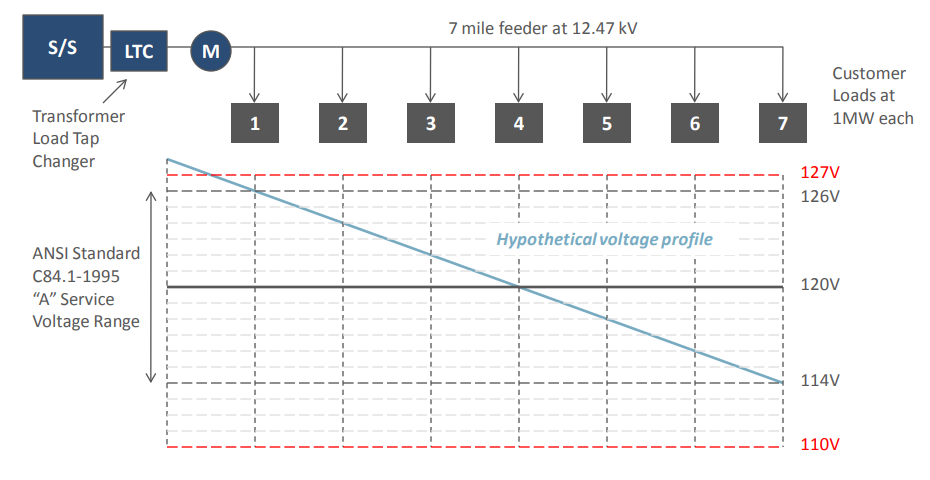 7 mile feeder at 12.47 kV
S/S
LTC
M
Customer
Loads at
1MW each
Transformer
Load Tap
Changer
1
2
3
4
5
6
7
127V
126V
Hypothetical voltage profile
ANSI Standard
C84.1-1995
“A” Service
Voltage Range
120V
114V
110V